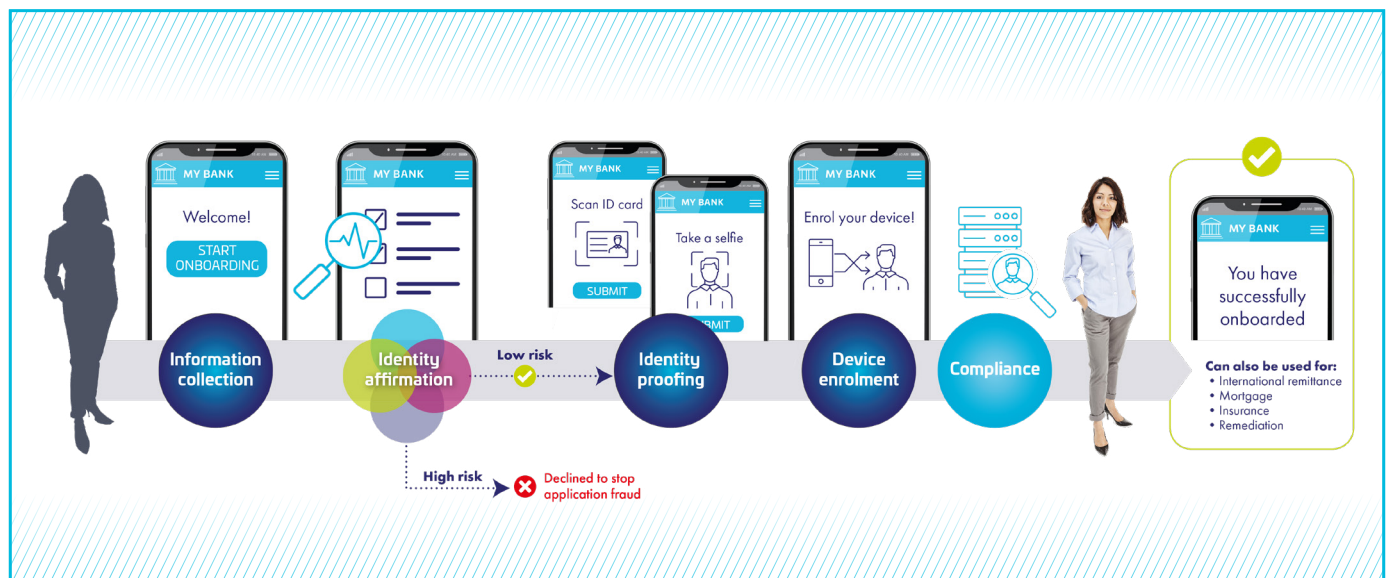 MY BANK
Welcome!
START
ONBOARDING
Information
collection
MY BANK
Identity
affirmation
Low risk
High risk
Declined to stop
application fraud
MY BANK
Scan ID card
SUBMIT
MY BANK
Take a selfie
SUBMIT
Identity
proofing
MY BANK
Enrol your device!
Device
enrolment
Compliance
MY BANK
You have
successfully
onboarded
Can also be used for:
• International remittance
• Mortgage
• Insurance
• Remediation